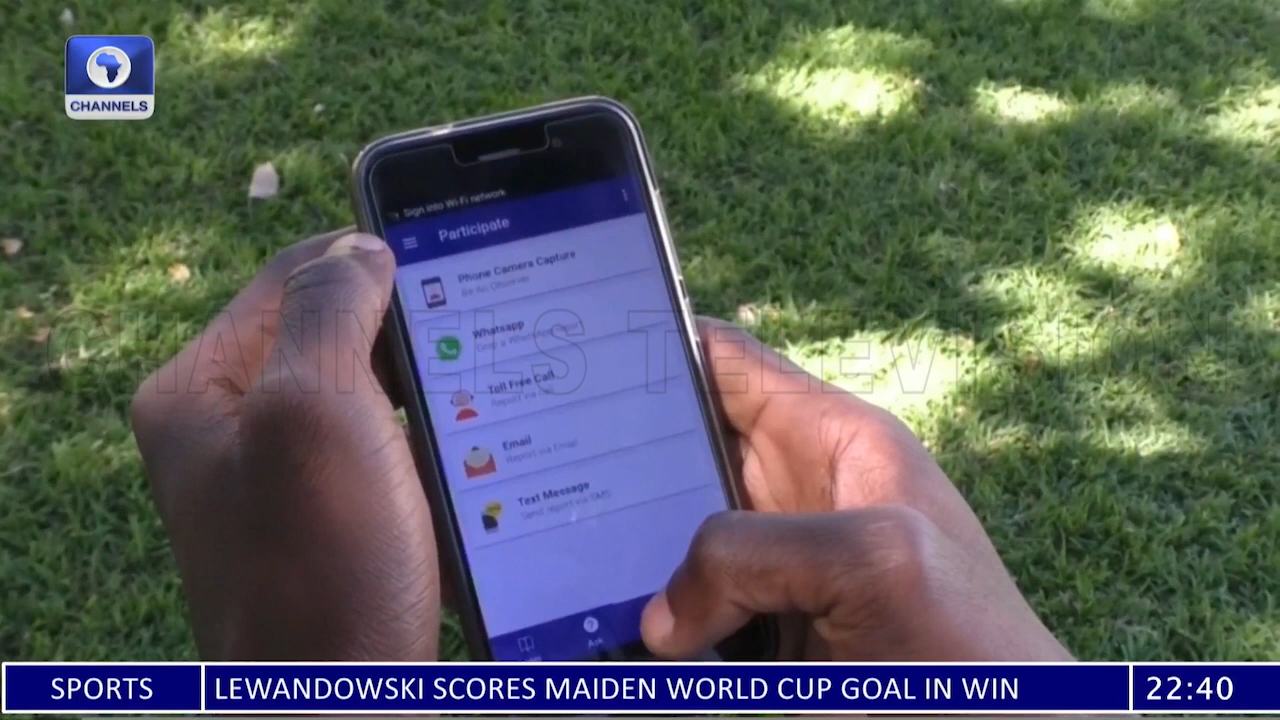 CHANNELS
Sign into Wi-Fi network
Participate
Phone Camera Capture
Be An Observer
Whatsapp
Toll Free Call
Report via
Email
Report via Email
Text Message
Send report via SMS
Ask
CHANNELS TELEVISION
SPORTS
LEWANDOWSKI SCORES MAIDEN WORLD CUP GOAL IN WIN
22:40